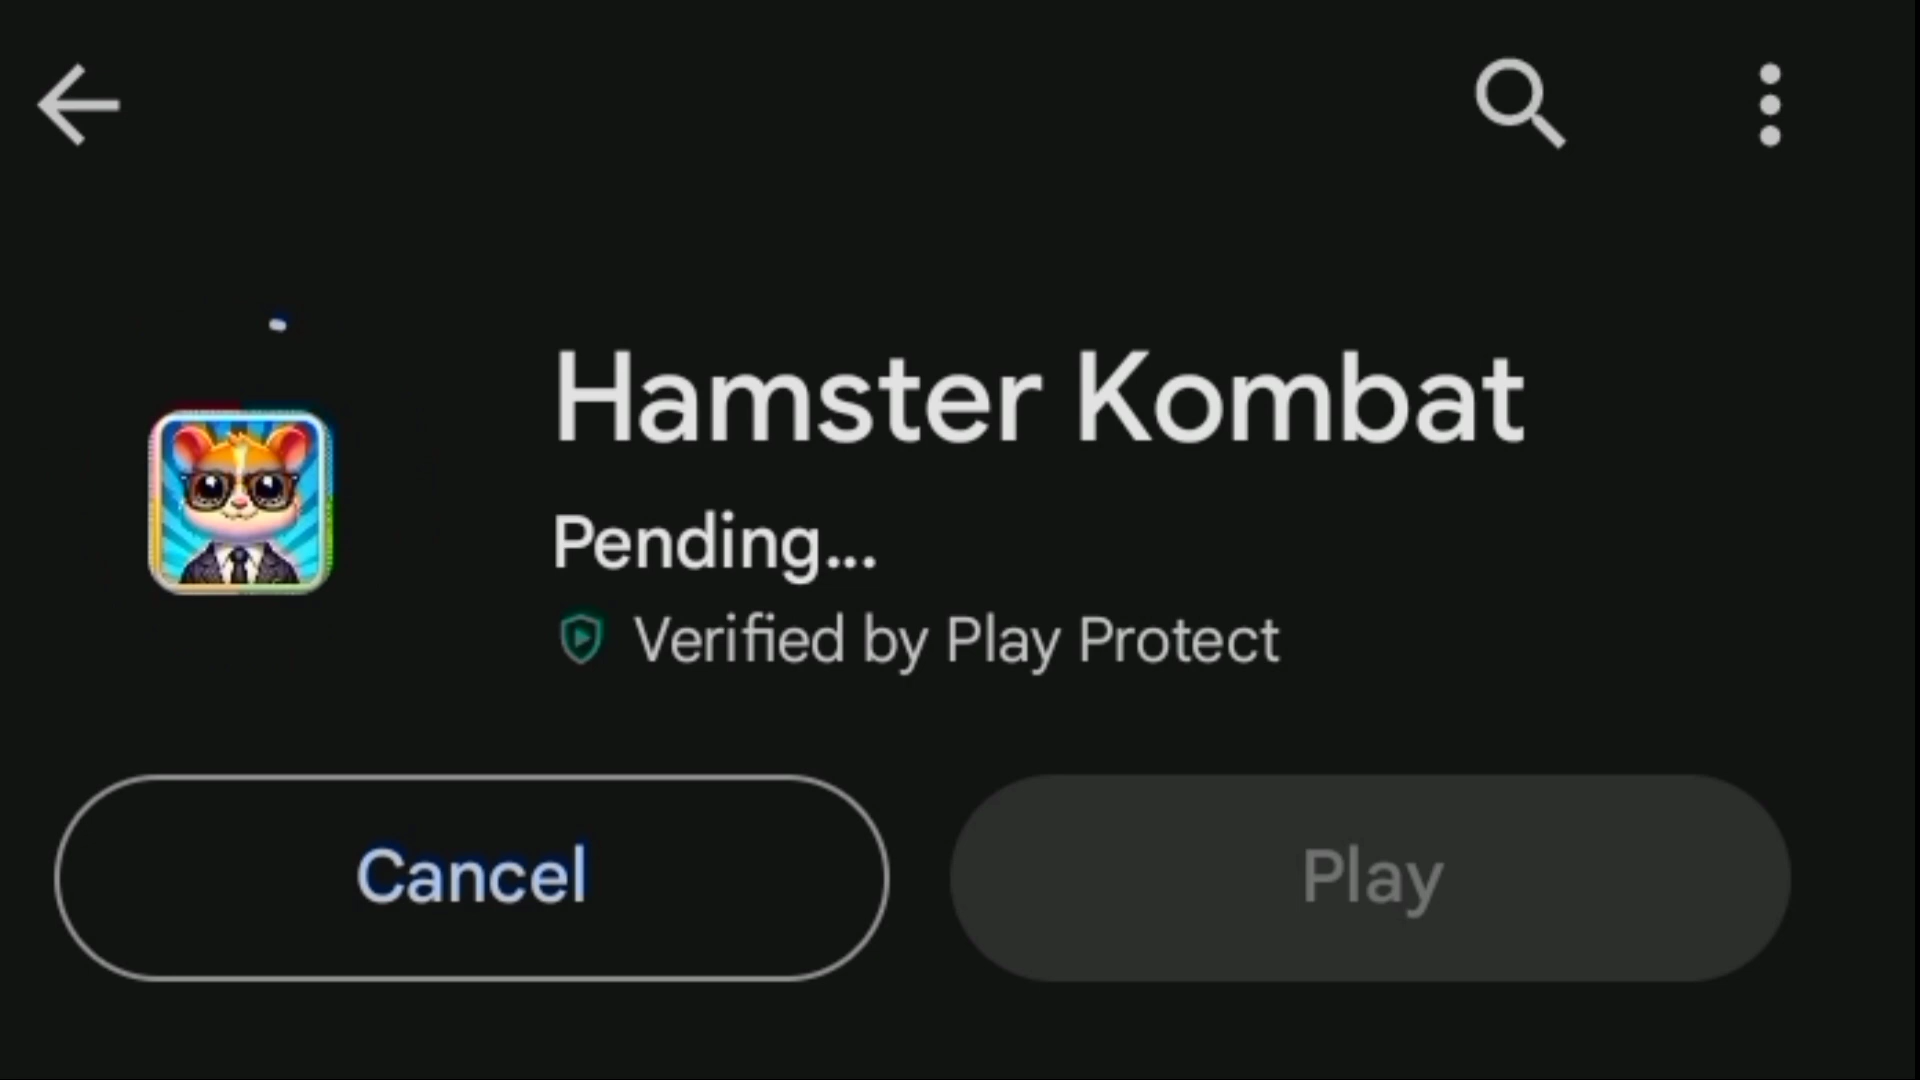 Hamster Kombat
Pending...
Verified by Play Protect
Cancel
Play